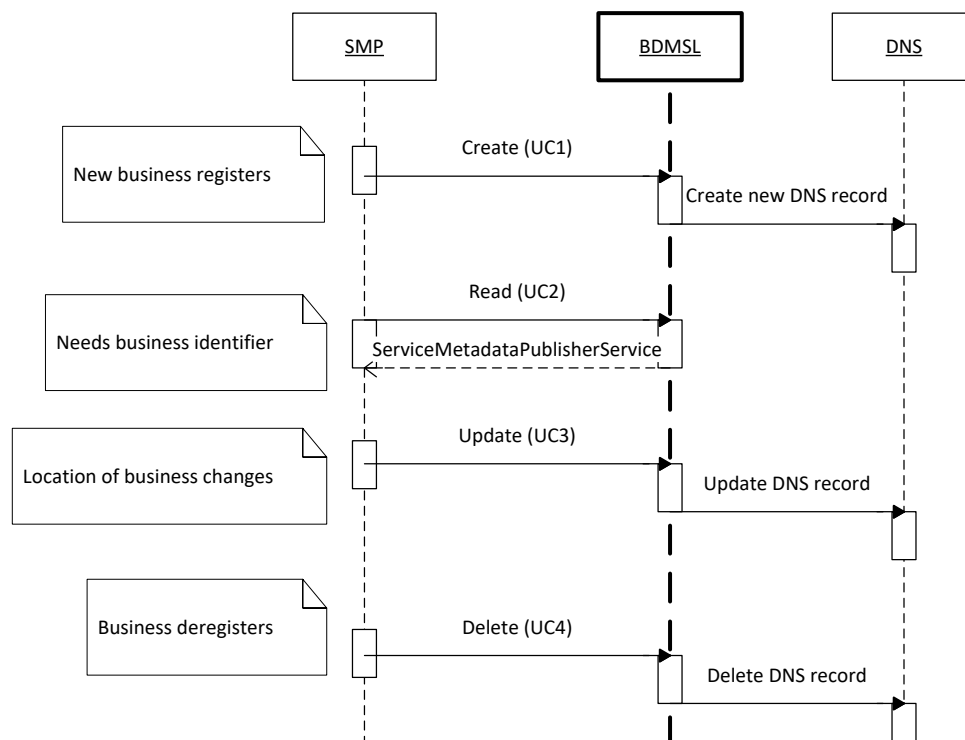 SMP
BDMSL
DNS
New business registers
Create (UC1)
Create new DNS record
Needs business identifier
Read (UC2)
ServiceMetadataPublisherService
Location of business changes
Update (UC3)
Update DNS record
Business deregisters
Delete (UC4)
Delete DNS record